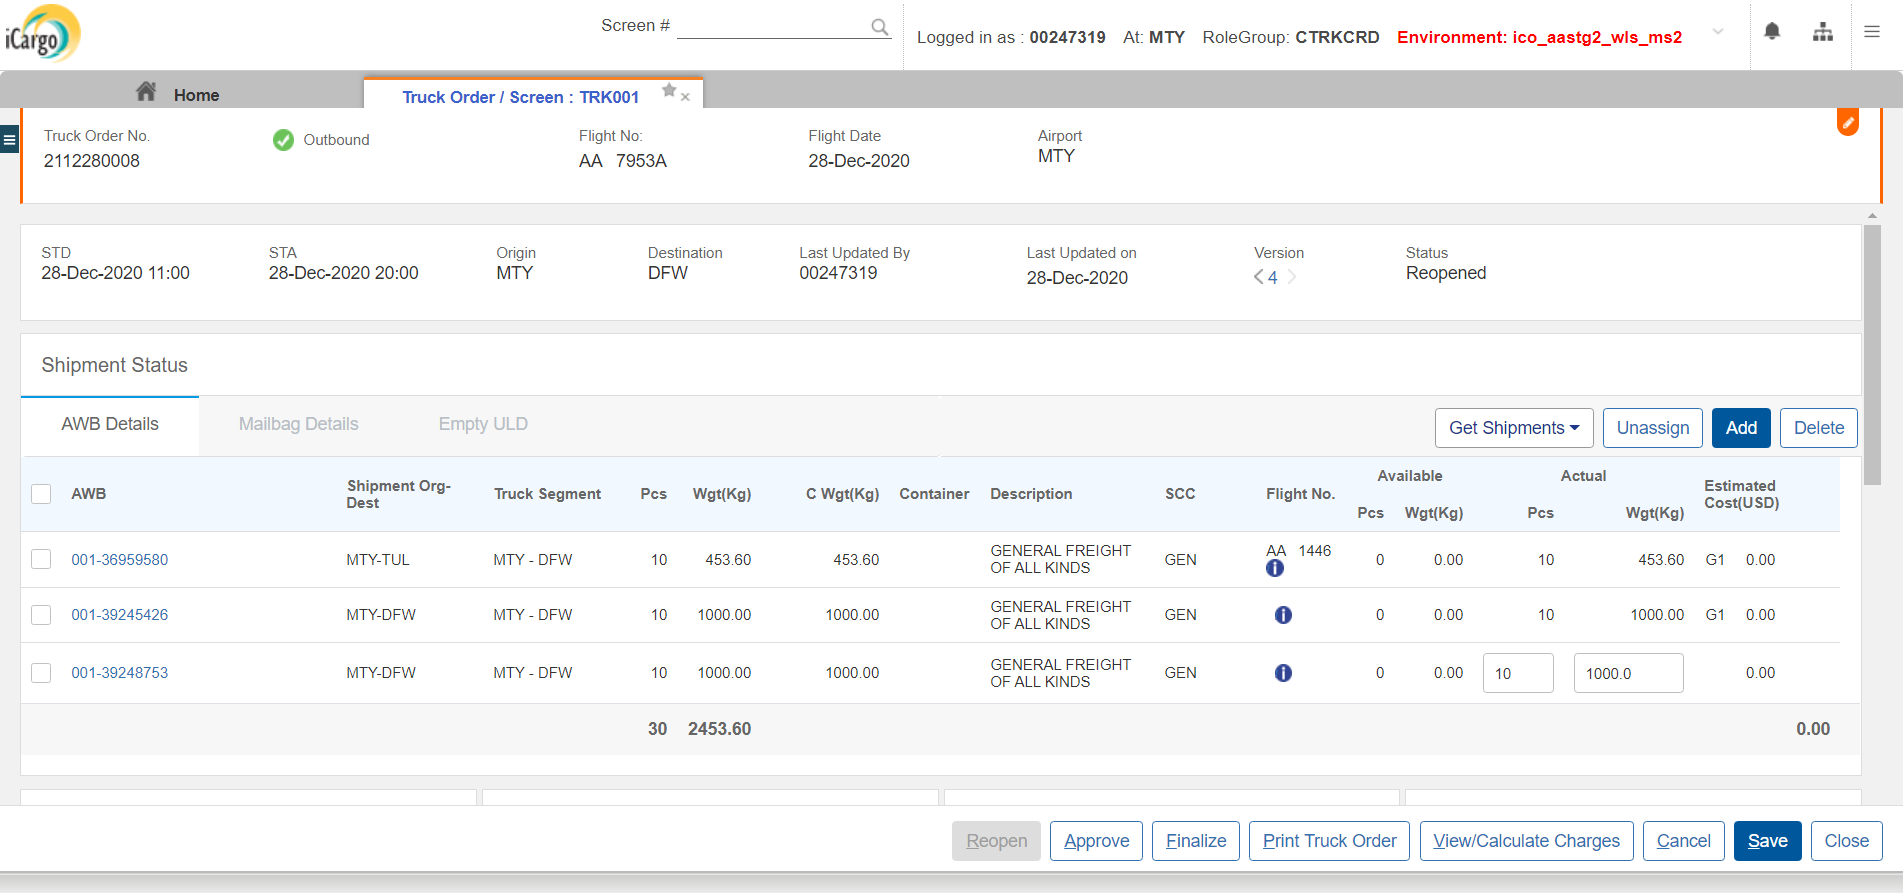 iCargo
Screen #
Logged in as : 00247319 At: MTY RoleGroup: CTRKCRD Environment: ico_aastg2_wls_ms2
Home
Truck Order / Screen : TRK001
Truck Order No.
2112280008
Outbound
Flight No:
AA 7953A
Flight Date
28-Dec-2020
Airport
MTY
STD
28-Dec-2020 11:00
STA
28-Dec-2020 20:00
Origin
MTY
Destination
DFW
Last Updated By
00247319
Last Updated on
28-Dec-2020
Version
4
Status
Reopened
Shipment Status
AWB Details Mailbag Details Empty ULD
Get Shipments Unassign Add Delete
AWB
Shipment Org-
Dest
Truck Segment
Pcs
Wgt(Kg)
C Wgt(Kg)
Container
Description
SCC
Flight No.
Available
Pcs Wgt(Kg)
Actual
Pcs Wgt(Kg)
Estimated
Cost(USD)
001-36959580 MTY-TUL MTY - DFW 10 453.60 453.60
GENERAL FREIGHT
OF ALL KINDS
GEN
AA 1446
0 0.00 10 453.60 G1 0.00
001-39245426 MTY-DFW MTY - DFW 10 1000.00 1000.00
GENERAL FREIGHT
OF ALL KINDS
GEN 0 0.00 10 1000.00 G1 0.00
001-39248753 MTY-DFW MTY - DFW 10 1000.00 1000.00
GENERAL FREIGHT
OF ALL KINDS
GEN 0 0.00 10 1000.0 0.00
30 2453.60 0.00
Reopen Approve Finalize Print Truck Order View/Calculate Charges Cancel Save Close